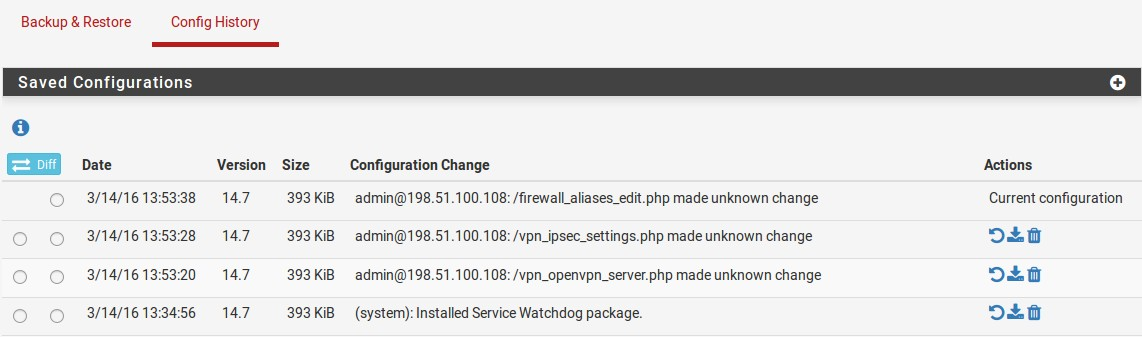 Backup & Restore Config History
Saved Configurations
Diff Date Version Size Configuration Change Actions
3/14/16 13:53:38 14.7 393 KiB admin@198.51.100.108: /firewall_aliases_edit.php made unknown change Current configuration
3/14/16 13:53:28 14.7 393 KiB admin@198.51.100.108: /vpn_ipsec_settings.php made unknown change
3/14/16 13:53:20 14.7 393 KiB admin@198.51.100.108: /vpn_openvpn_server.php made unknown change
3/14/16 13:34:56 14.7 393 KiB (system): Installed Service Watchdog package.